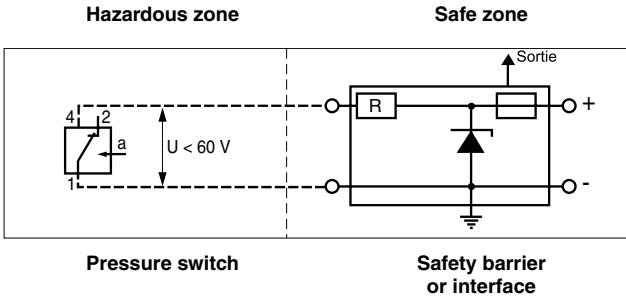 Hazardous zone
Safe zone
Sortie
4 2
R
+
a
U < 60 V
1
-
Pressure switch
Safety barrier
or interface